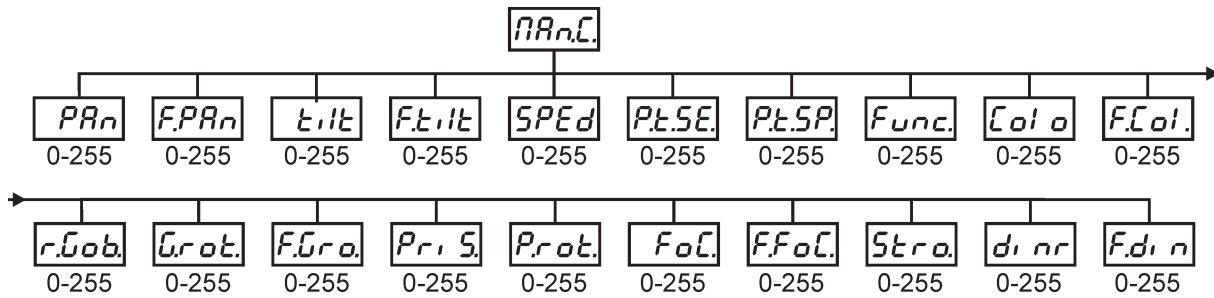 MAn.C.
PAn F.PAn tilt F.tilt SPEd P.t.SE. P.t.SP. Func. Colo F.Col.
0-255 0-255 0-255 0-255 0-255 0-255 0-255 0-255 0-255 0-255
r.Gob. G.rot. F.Gro. Pri S. P.rot. FoC. F.FoC. Stro. dinr F.din
0-255 0-255 0-255 0-255 0-255 0-255 0-255 0-255 0-255 0-255